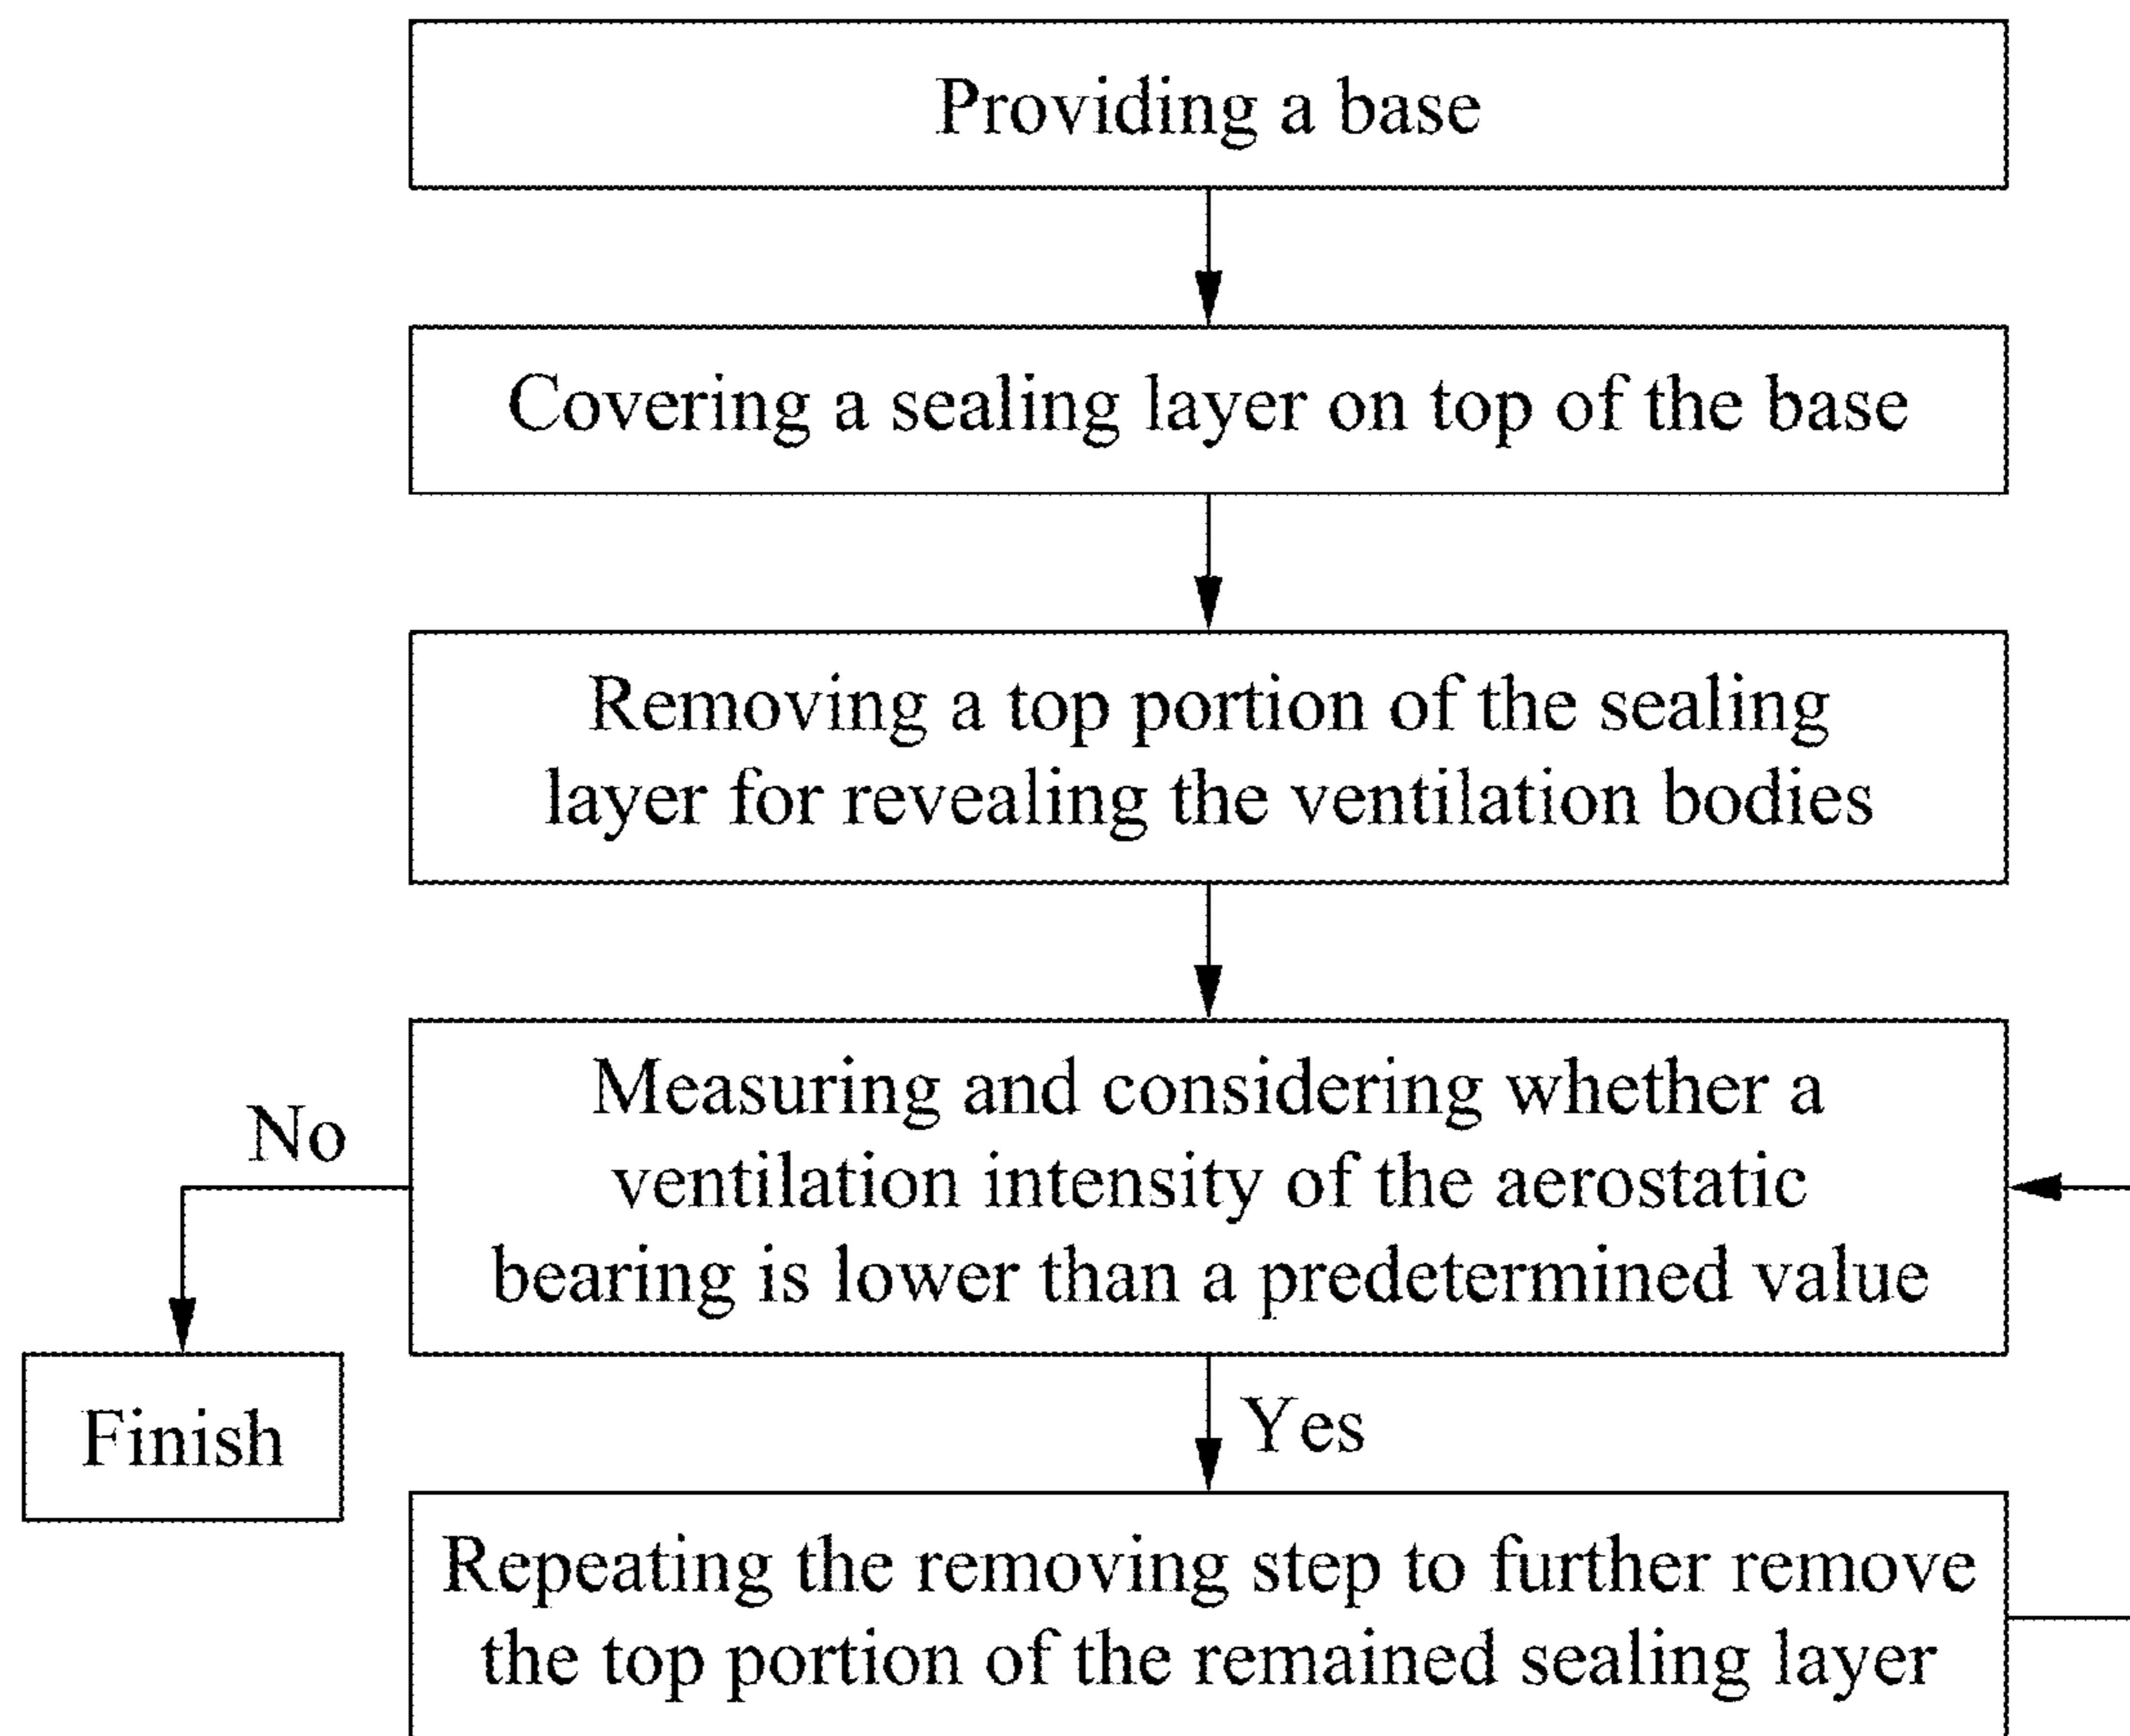 Providing a base
Covering a sealing layer on top of the base
Removing a top portion of the sealing
layer for revealing the ventilation bodies
Measuring and considering whether a
ventilation intensity of the aerostatic
bearing is lower than a predetermined value
No
Finish
Yes
Repeating the removing step to further remove
the top portion of the remained sealing layer